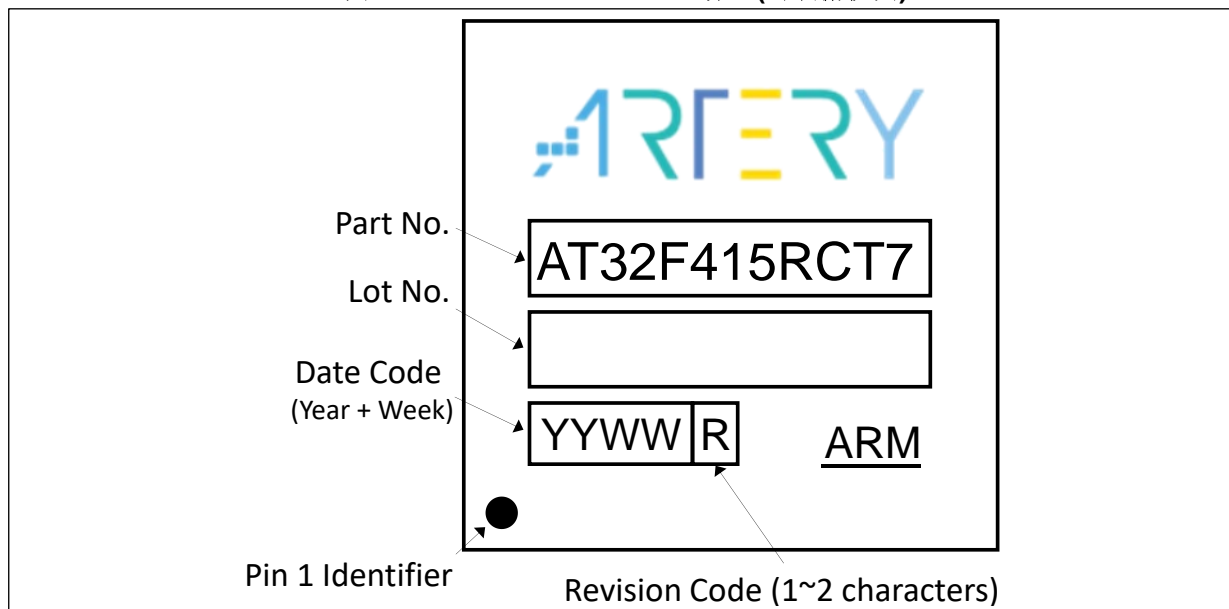 ARTERY
Part No.
AT32F415RCT7
Lot No.
Date Code
(Year + Week)
YYWW R
ARM
Pin 1 Identifier
Revision Code (1~2 characters)